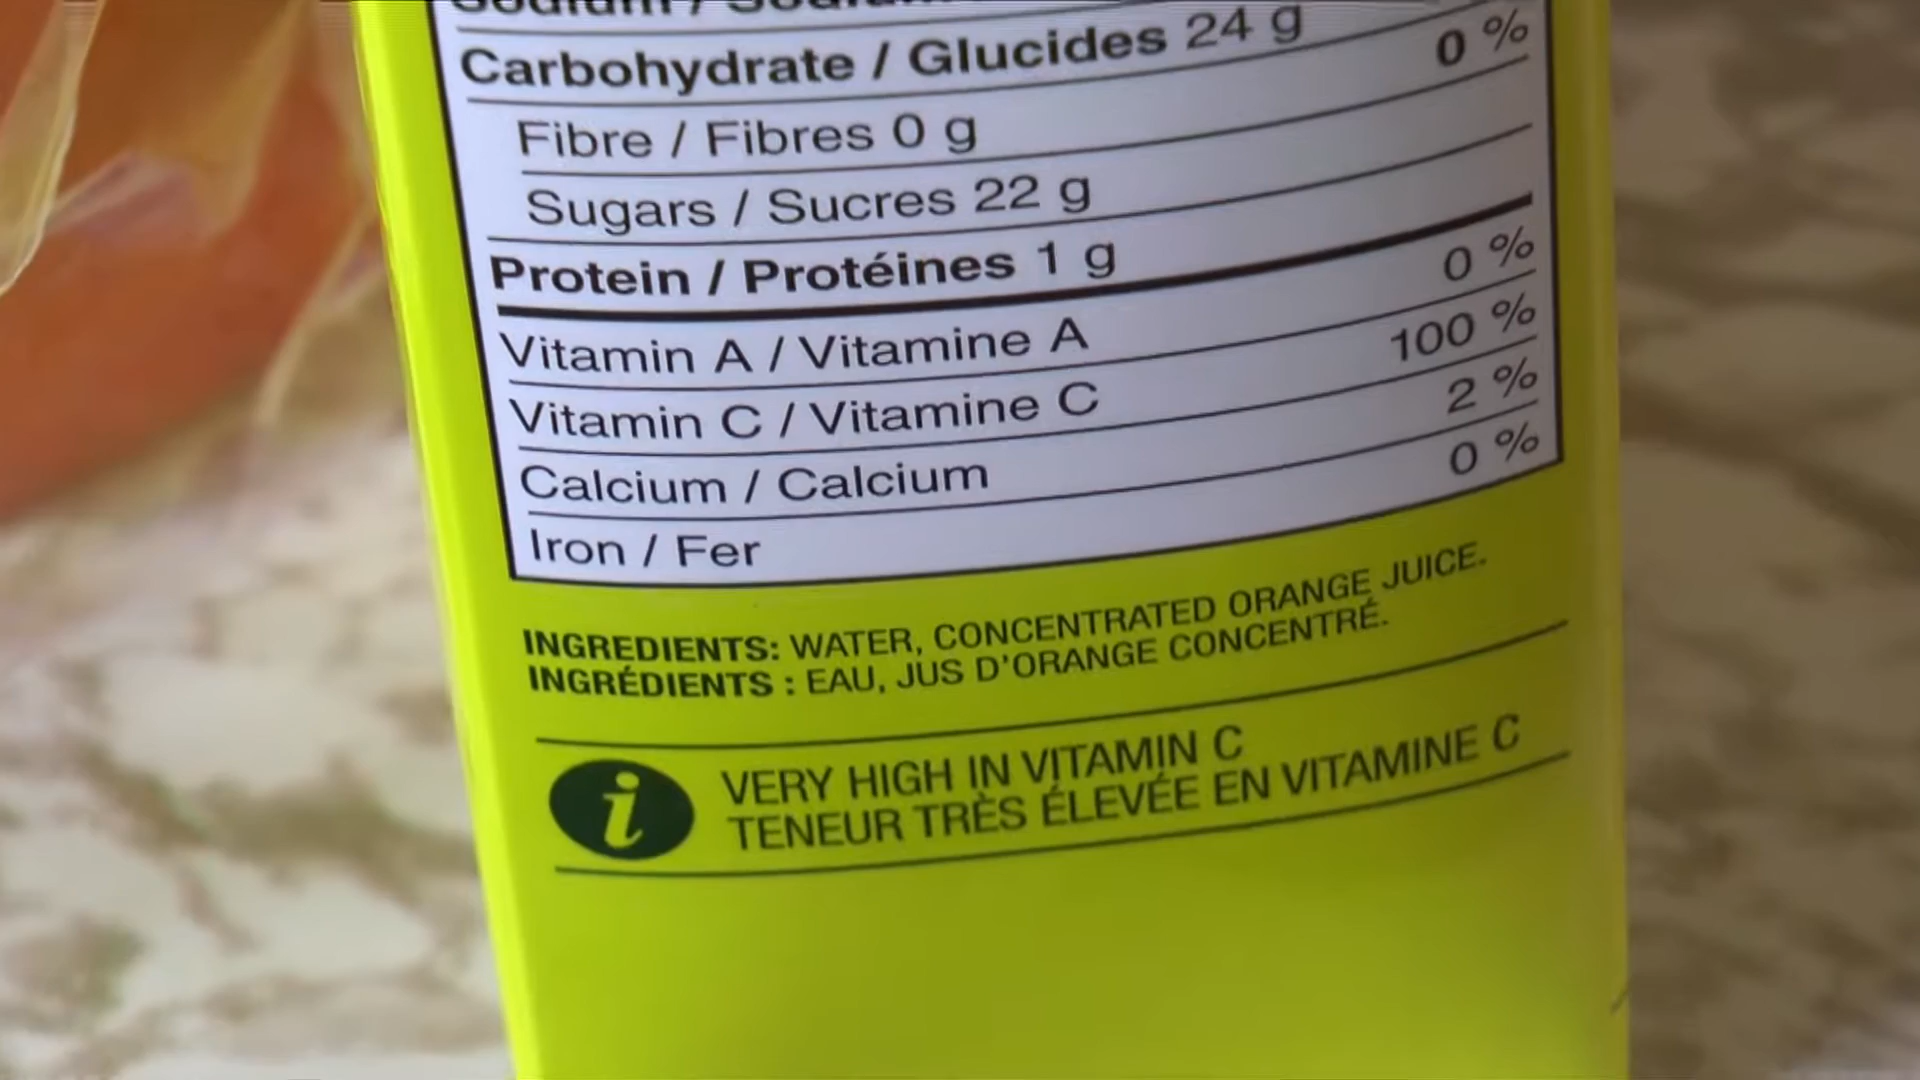 Carbohydrate / Glucides 24 g
Fibre / Fibres 0 g 0 %
Sugars / Sucres 22 g
Protein / Protéines 1 g
Vitamin A / Vitamine A 0 %
Vitamin C / Vitamine C 100 %
Calcium / Calcium 2 %
Iron / Fer 0 %
INGREDIENTS: WATER, CONCENTRATED ORANGE JUICE.
INGRÉDIENTS : EAU, JUS D'ORANGE CONCENTRÉ.
i
VERY HIGH IN VITAMIN C
TENEUR TRÈS ÉLEVÉE EN VITAMINE C